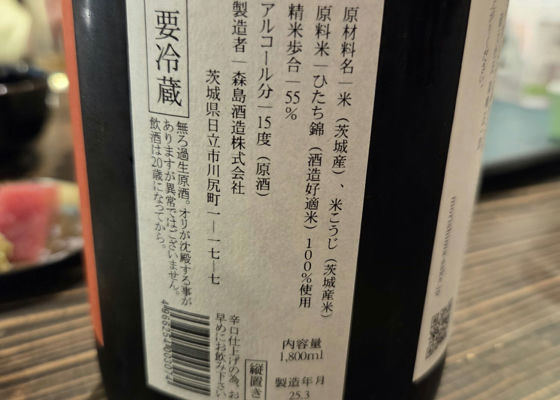 原材料名―米（茨城産）、米こうじ（茨城産米）
原料米―ひたち錦（酒造好適米）100%使用
精米歩合―55%
アルコール分―15度（原酒）
製造者―森島酒造株式会社
茨城県日立市川尻町一―一七―七
要冷蔵
無ろ過生原酒。オリが沈殿する事が
ありますが異常ではございません。
飲酒は20歳になってから。
内容量
1,800ml
製造年月
25.3
辛口仕上げの為、お
早めにお飲み下さい
縦置き